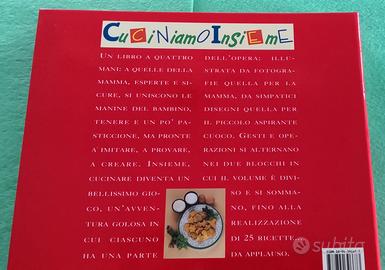 CuCiNiamoInSiEmE
Un libro a quattro
mani: a quelle della
mamma, esperte e si-
cure, si uniscono le
manine del bambino,
tenere e un po' pa-
sticcione, ma pronte
a imitare, a provare,
a creare. Insieme,
cucinare diventa un
bellissimo gio-
co, un'avven-
tura golosa in
cui ciascuno
ha una parte
dell'opera: illu-
strata da fotogra-
fie quella per la
mamma, da simpatici
disegni quella per
il piccolo aspirante
cuoco. Gesti e ope-
razioni si alternano
nei due blocchi in
cui il volume è divi-
so e si somma-
no, fino alla
realizzazione
di 25 ricette
da applauso.
subito